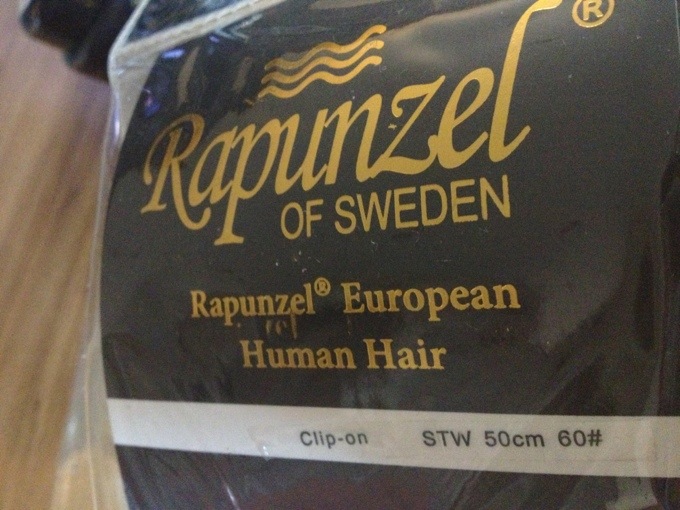 Rapunzel®
OF SWEDEN
Rapunzel® European
Human Hair
Clip-on STW 50cm 60#